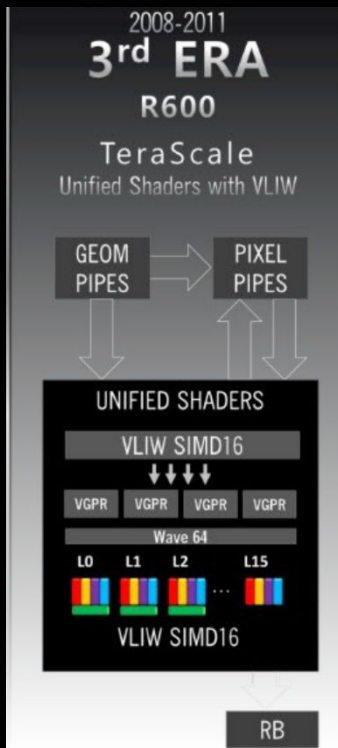 2008-2011
3rd ERA
R600
TeraScale
Unified Shaders with VLIW
GEOM
PIPES
PIXEL
PIPES
UNIFIED SHADERS
VLIW SIMD16
VGPR VGPR VGPR VGPR
Wave 64
L0 L1 L2 L15
...
VLIW SIMD16
RB